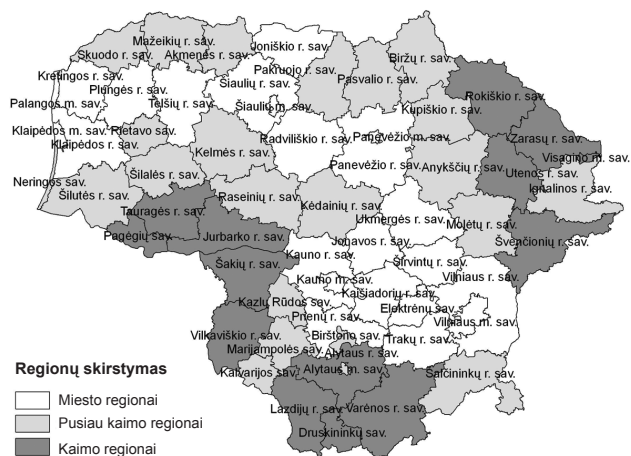 Mažeikių r. sav.
Skuodo r. sav.
Akmenės r. sav.
Joniškio r. sav.
Biržų r. sav.
Kretingos r. sav.
Plungės r. sav.
Telšių r. sav.
Šiaulių r. sav.
Pakruojo r. sav.
Pasvalio r. sav.
Rokiškio r. sav.
Palangos m. sav.
Šiaulių m. sav.
Kupiškio r. sav.
Klaipėdos m. sav.
Rietavo sav.
Radviliškio r. sav.
Panevėžio m. sav.
Zarasų r. sav.
Klaipėdos r. sav.
Kelmės r. sav.
Panevėžio r. sav.
Anykščių r. sav.
Visagino m. sav.
Utenos r. sav.
Neringos sav.
Šilalės r. sav.
Ignalinos r. sav.
Šilutės r. sav.
Raseinių r. sav.
Kėdainių r. sav.
Tauragės r. sav.
Ukmergės r. sav.
Molėtų r. sav.
Pagėgių sav.
Jurbarko r. sav.
Jonavos r. sav.
Švenčionių r. sav.
Šakių r. sav.
Kauno r. sav.
Širvintų r. sav.
Kauno m. sav.
Vilniaus r. sav.
Kazlų Rūdos sav.
Kaišiadorių r. sav.
Prienų r. sav.
Elektrėnų sav.
Vilniaus m. sav.
Vilkaviškio r. sav.
Birštono sav.
Trakų r. sav.
Marijampolės sav.
Alytaus r. sav.
Kalvarijos sav.
Alytaus m. sav.
Šalčininkų r. sav.
Lazdijų r. sav.
Varėnos r. sav.
Druskininkų sav.
Regionų skirstymas
Miesto regionai
Pusiau kaimo regionai
Kaimo regionai